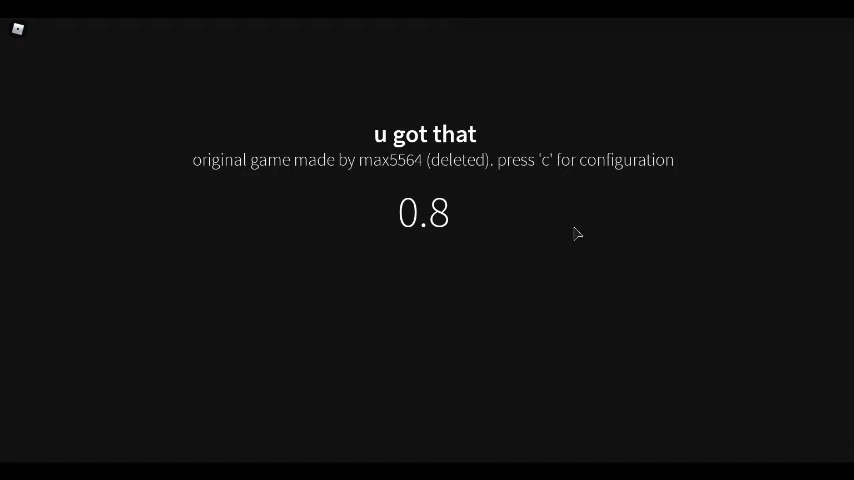 u got that
original game made by max5564 (deleted). press 'c' for configuration
0.8